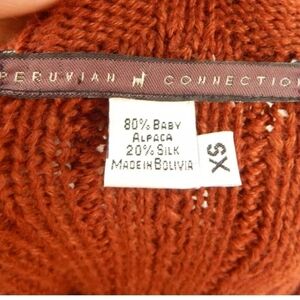 PERUVIAN CONNECTION
80% BABY
ALPACA
20% SILK
MADE IN BOLIVIA
XS